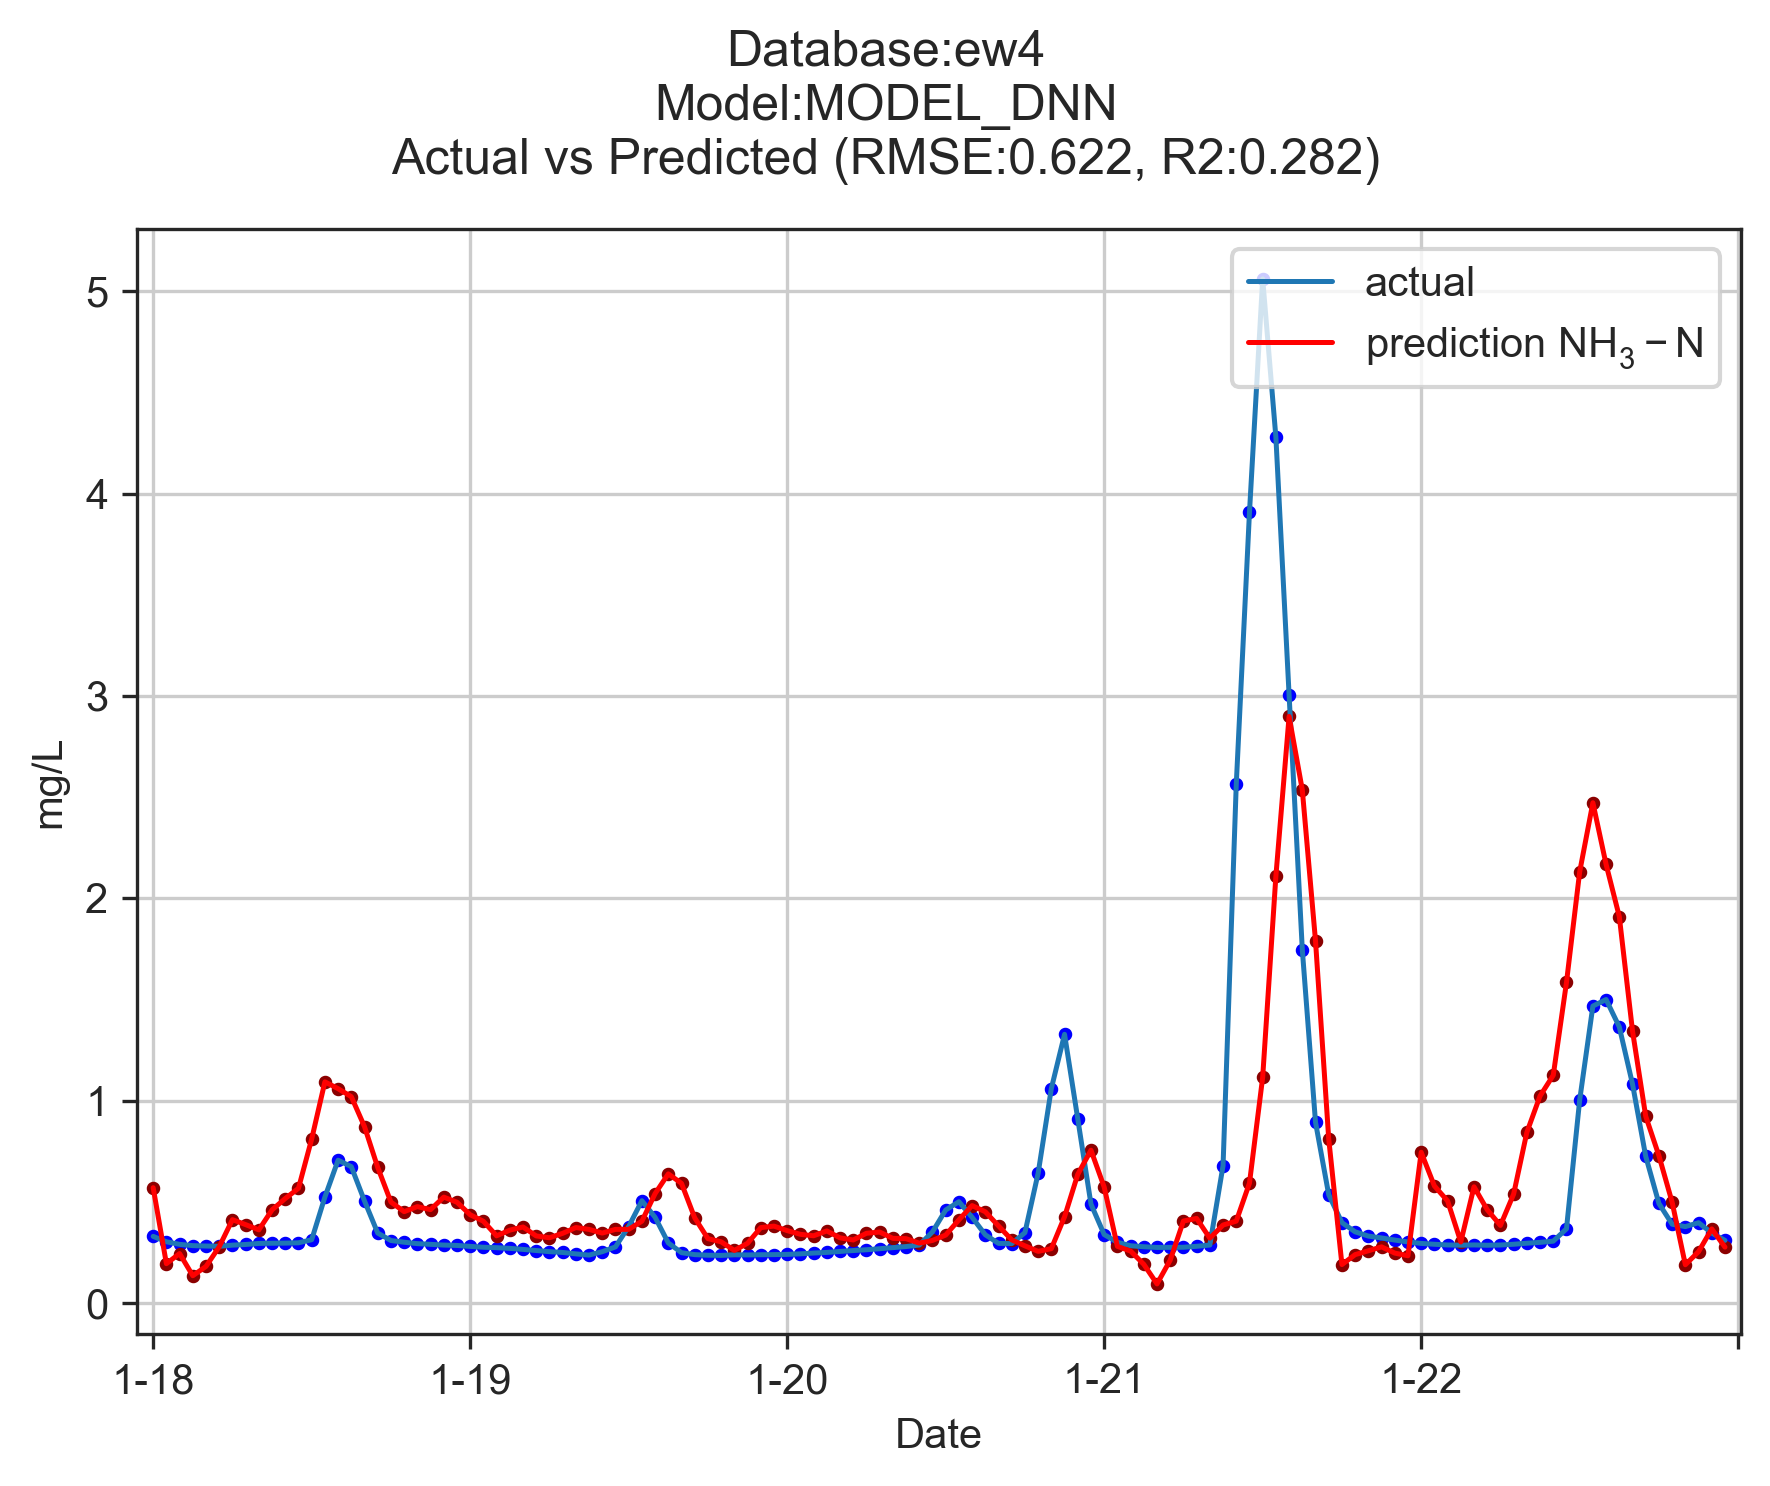 Database:ew4
Model:MODEL_DNN
Actual vs Predicted (RMSE:0.622, R2:0.282)
actual
prediction NH₃ − N
5
4
3
2
1
0
mg/L
1-18 1-19 1-20 1-21 1-22
Date